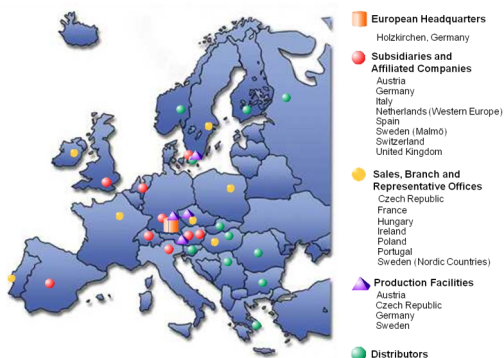 European Headquarters
Holzkirchen, Germany
Subsidiaries and
Affiliated Companies
Austria
Germany
Italy
Netherlands (Western Europe)
Spain
Sweden (Malmö)
Switzerland
United Kingdom
Sales, Branch and
Representative Offices
Czech Republic
France
Hungary
Ireland
Poland
Portugal
Sweden (Nordic Countries)
Production Facilities
Austria
Czech Republic
Germany
Sweden
Distributors